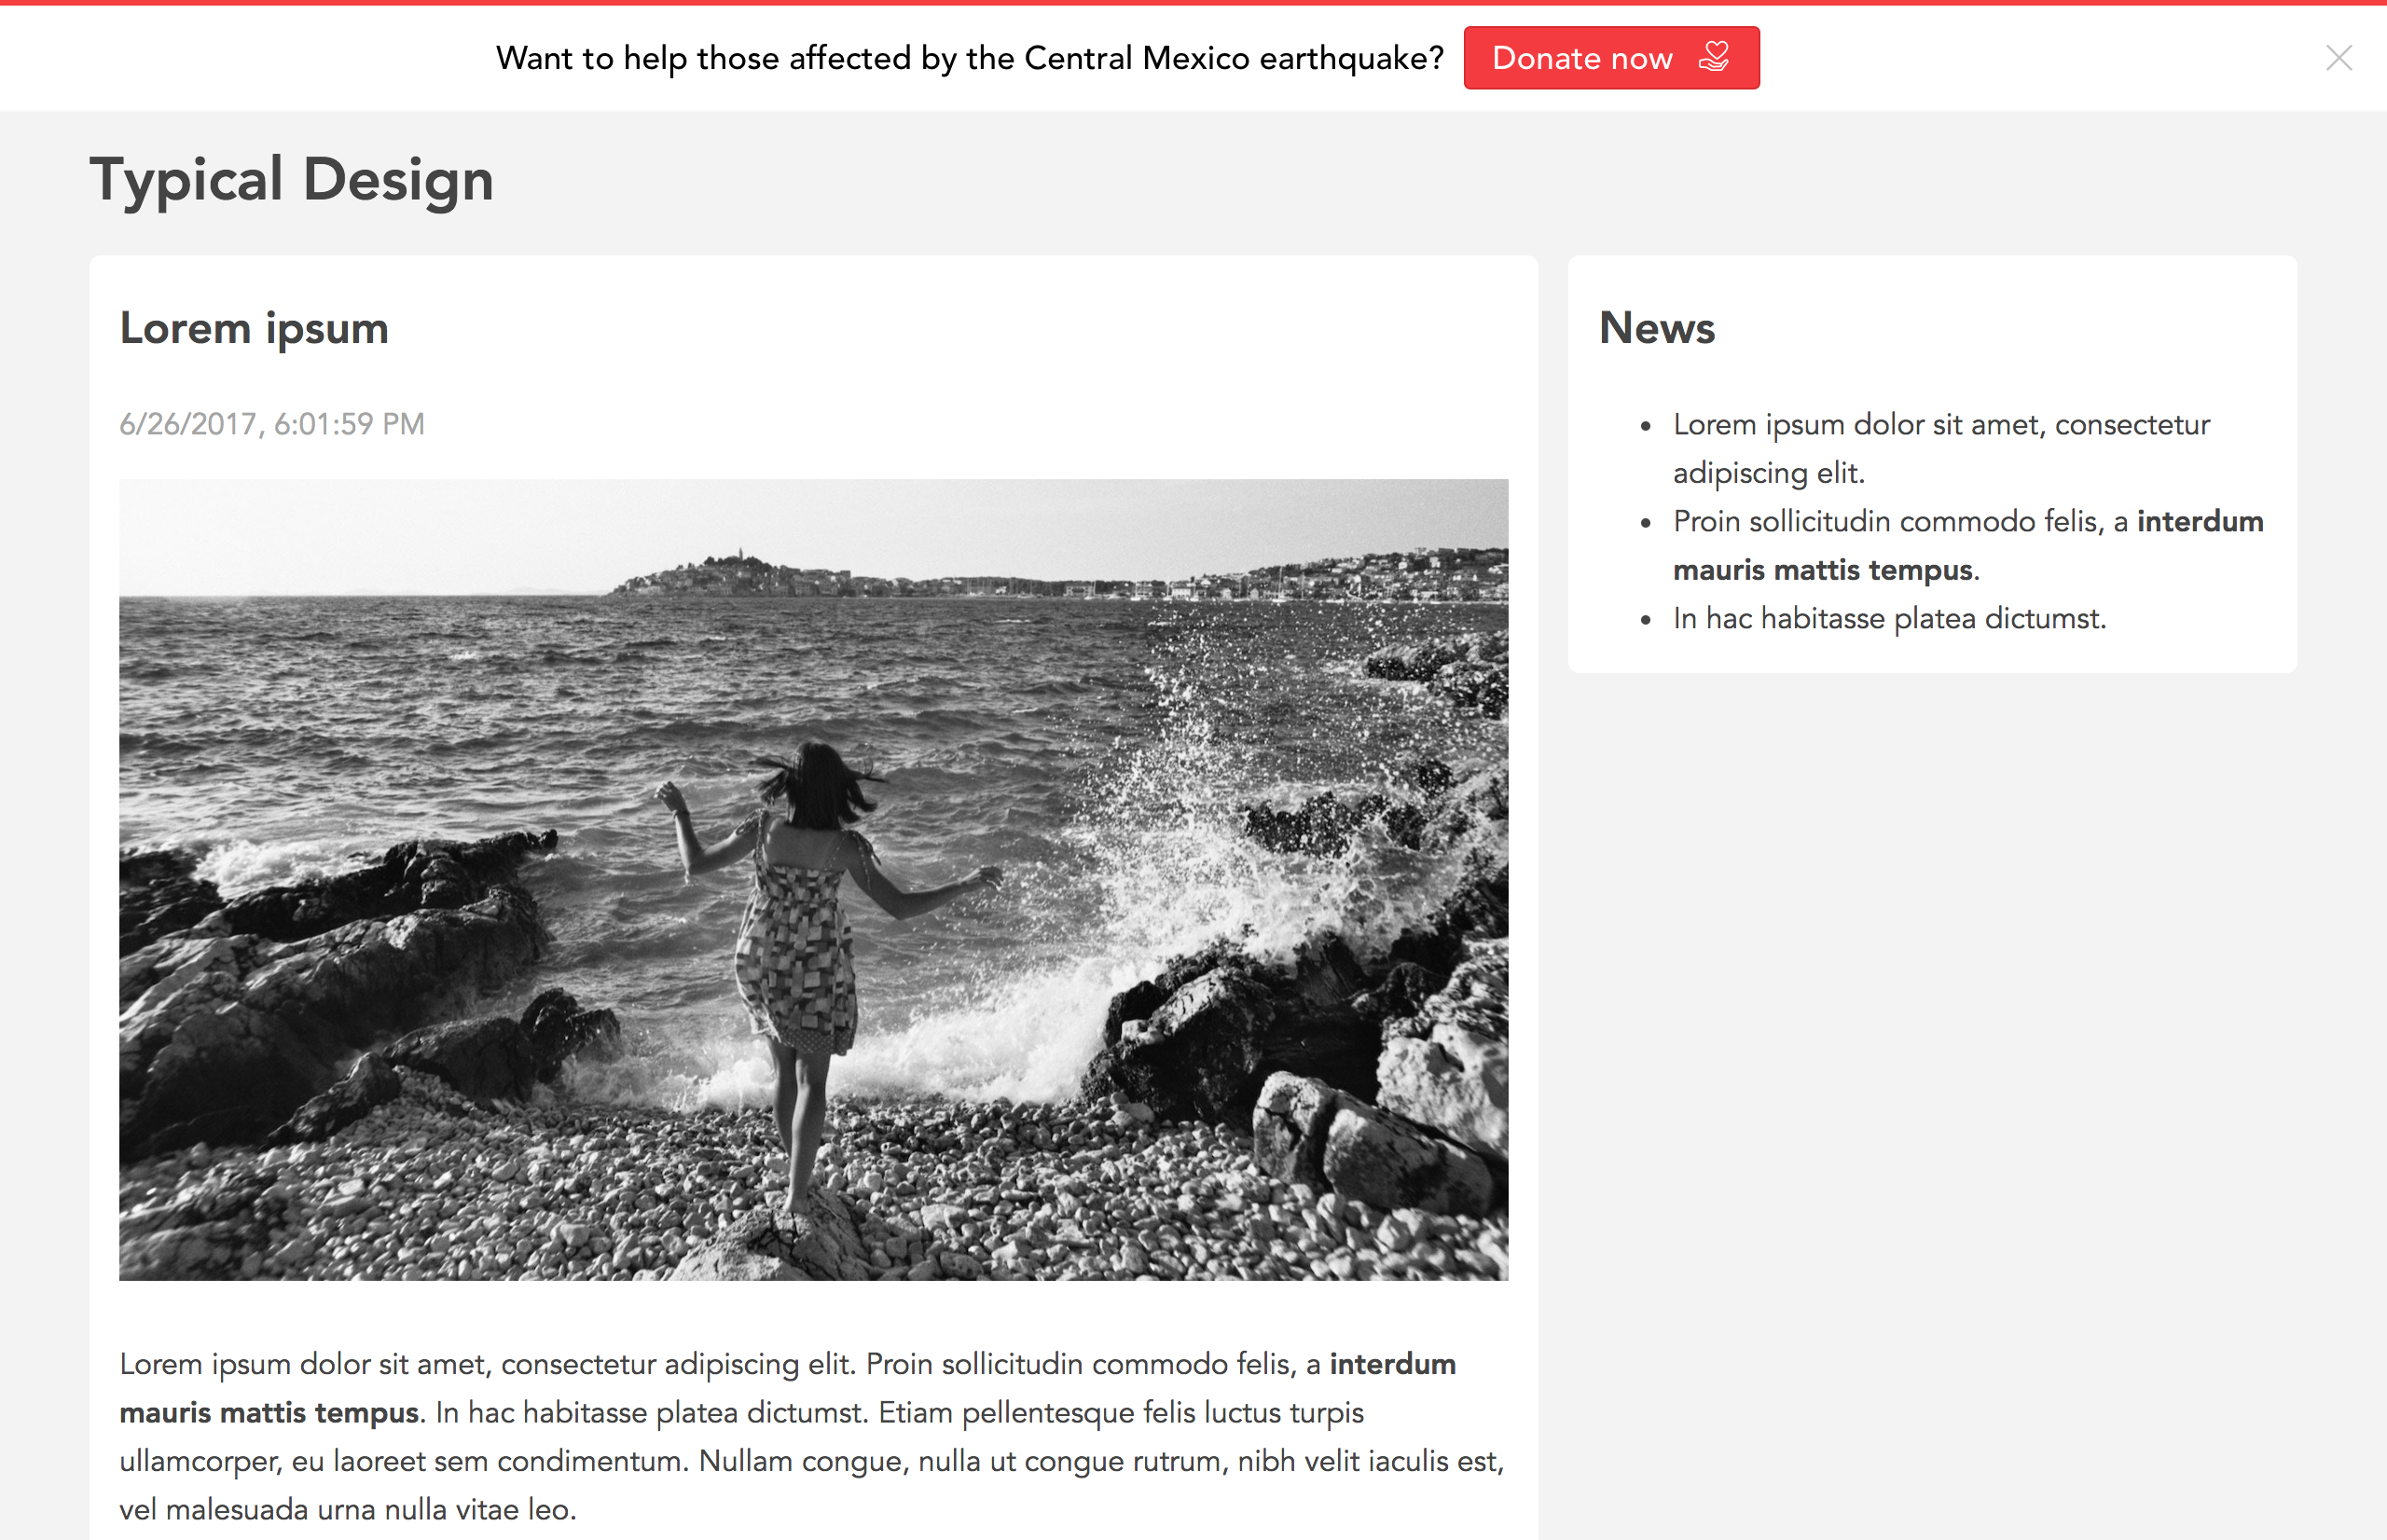 Want to help those affected by the Central Mexico earthquake? Donate now
Typical Design
Lorem ipsum
6/26/2017, 6:01:59 PM
Lorem ipsum dolor sit amet, consectetur adipiscing elit. Proin sollicitudin commodo felis, a interdum
mauris mattis tempus. In hac habitasse platea dictumst. Etiam pellentesque felis luctus turpis
ullamcorper, eu laoreet sem condimentum. Nullam congue, nulla ut congue rutrum, nibh velit iaculis est,
vel malesuada urna nulla vitae leo.
News
Lorem ipsum dolor sit amet, consectetur
adipiscing elit.
Proin sollicitudin commodo felis, a interdum
mauris mattis tempus.
In hac habitasse platea dictumst.